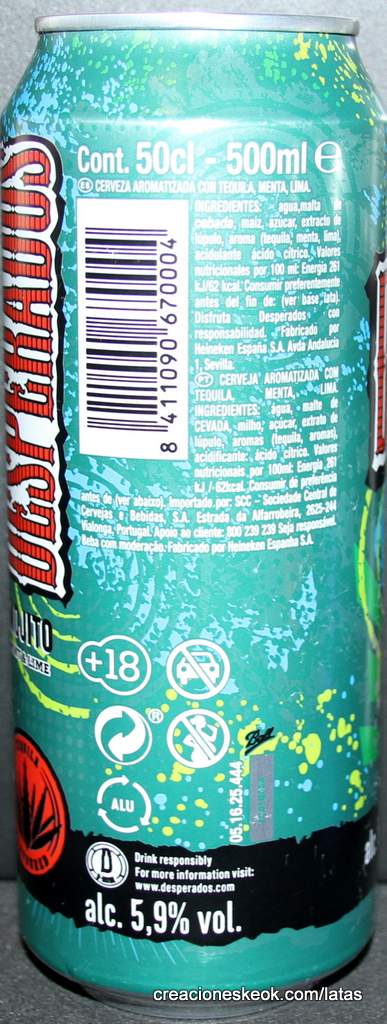 Cont. 50cl - 500ml e
ES CERVEZA AROMATIZADA CON TEQUILA, MENTA, LIMA.
INGREDIENTES: agua,malta de
cebada, maíz, azúcar, extracto de
lúpulo, aroma (tequila, menta, lima),
acidulante ácido cítrico. Valores
nutricionales por 100 ml: Energía 261
kJ/62 kcal. Consumir preferentemente
antes del fin de: (ver base lata).
Disfruta Desperados con
responsabilidad. Fabricado por
Heineken España S.A. Avda Andalucía
, Sevilla.
PT CERVEJA AROMATIZADA COM
TEQUILA, MENTA, LIMA.
INGREDIENTES: água, malte de
CEVADA, milho, açúcar, extrato de
lúpulo, aromas (tequila, aromas),
acidificante: ácido cítrico. Valores
nutricionais por 100ml: Energia 261
kJ / 62kcal. Consumir de preferência
antes de (ver abaixo). Importado por: SCC - Sociedade Central de
Cervejas e Bebidas, S.A. Estrada da Alfarrobeira, 2625-244
Vialonga, Portugal. Apoio ao cliente: 800 239 239 Seja responsável.
Beba com moderação. Fabricado por Heineken Espanha S.A.
8 411090 670004
DESPERADOS
+18
®
ALU
Ball
05.16.25.444
Drink responsibly
For more information visit:
www.desperados.com
alc. 5,9% vol.
creacioneskeok.com/latas